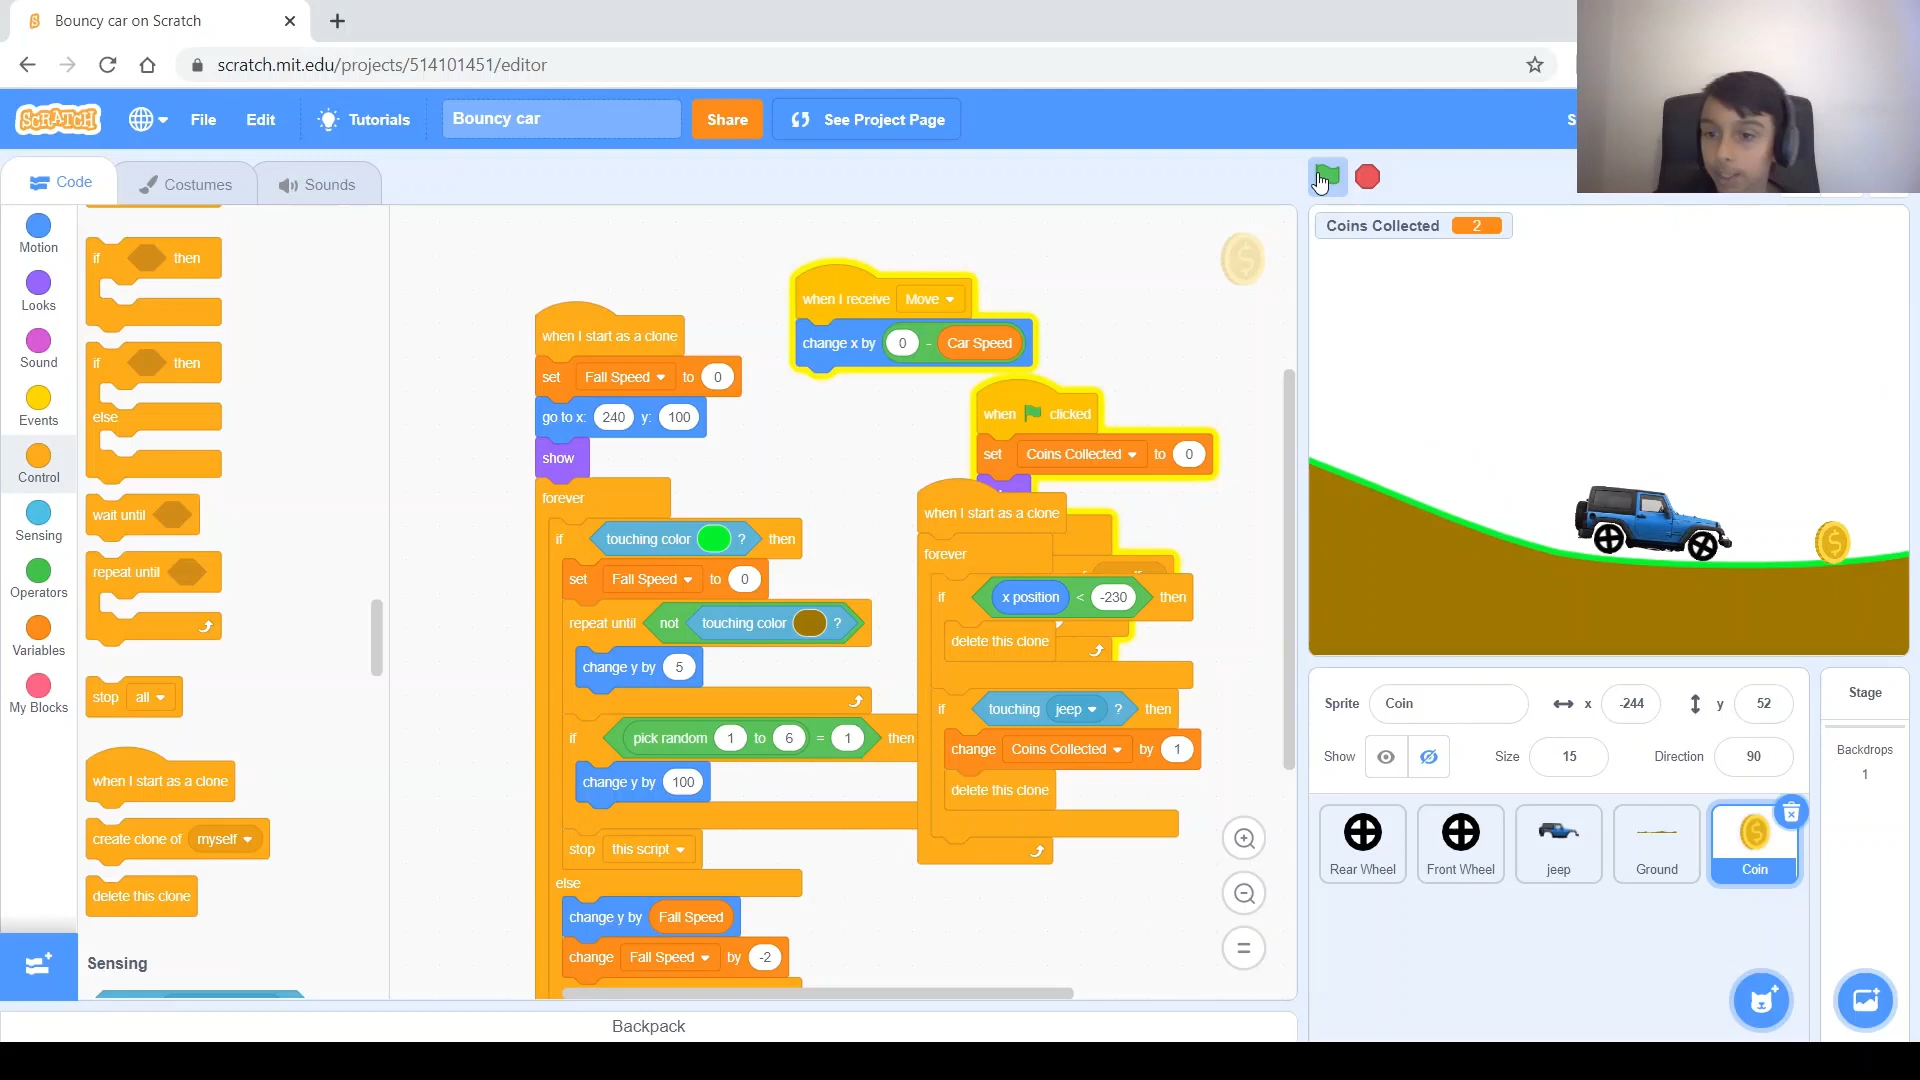 Bouncy car on Scratch
scratch.mit.edu/projects/514101451/editor
SCRATCH
File
Edit
Tutorials
Bouncy car
Share
See Project Page
S
Code
Costumes
Sounds
Motion
Looks
Sound
Events
Control
Sensing
Operators
Variables
My Blocks
if then
if then
else
wait until
repeat until
stop all
when I start as a clone
create clone of myself
delete this clone
Sensing
when I start as a clone
set Fall Speed to 0
go to x: 240 y: 100
show
forever
if touching color ? then
set Fall Speed to 0
repeat until not touching color ?
change y by 5
if pick random 1 to 6 = 1 then
change y by 100
stop this script
else
change y by Fall Speed
change Fall Speed by -2
when I receive Move
change x by 0 - Car Speed
when clicked
set Coins Collected to 0
when I start as a clone
forever
if x position < -230 then
delete this clone
if touching jeep ? then
change Coins Collected by 1
delete this clone
Backpack
Coins Collected 2
Sprite Coin x -244 y 52
Show Size 15 Direction 90
Rear Wheel
Front Wheel
jeep
Ground
Coin
Stage
Backdrops
1